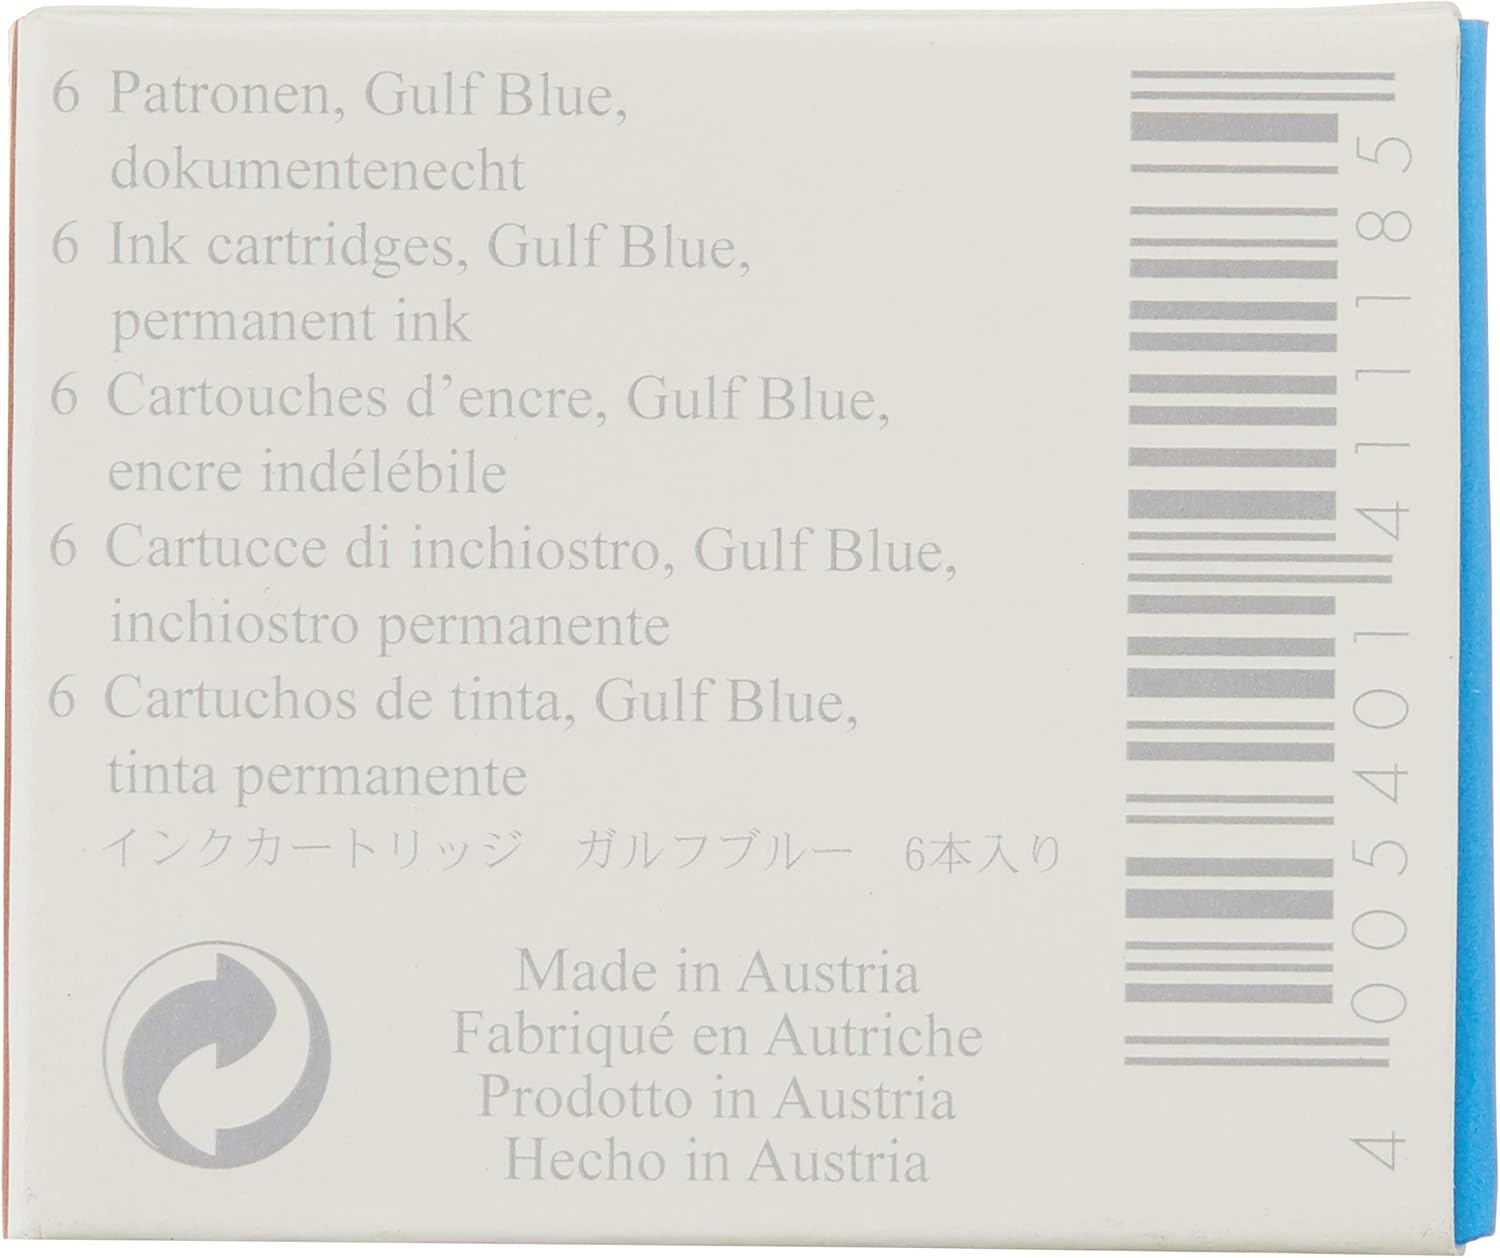 6 Patronen, Gulf Blue,
dokumentenecht
6 Ink cartridges, Gulf Blue,
permanent ink
6 Cartouches d’encre, Gulf Blue,
encre indélébile
6 Cartucce di inchiostro, Gulf Blue,
inchiostro permanente
6 Cartuchos de tinta, Gulf Blue,
tinta permanente
インクカートリッジ　ガルフブルー　6本入り
Made in Austria
Fabriqué en Autriche
Prodotto in Austria
Hecho in Austria
4 005401 411185